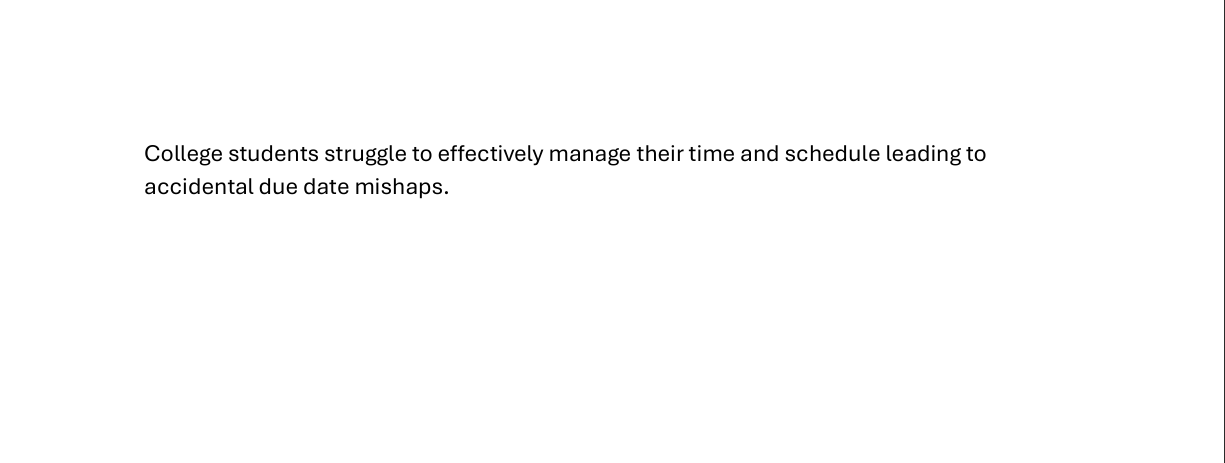 College students struggle to effectively manage their time and schedule leading to
accidental due date mishaps.